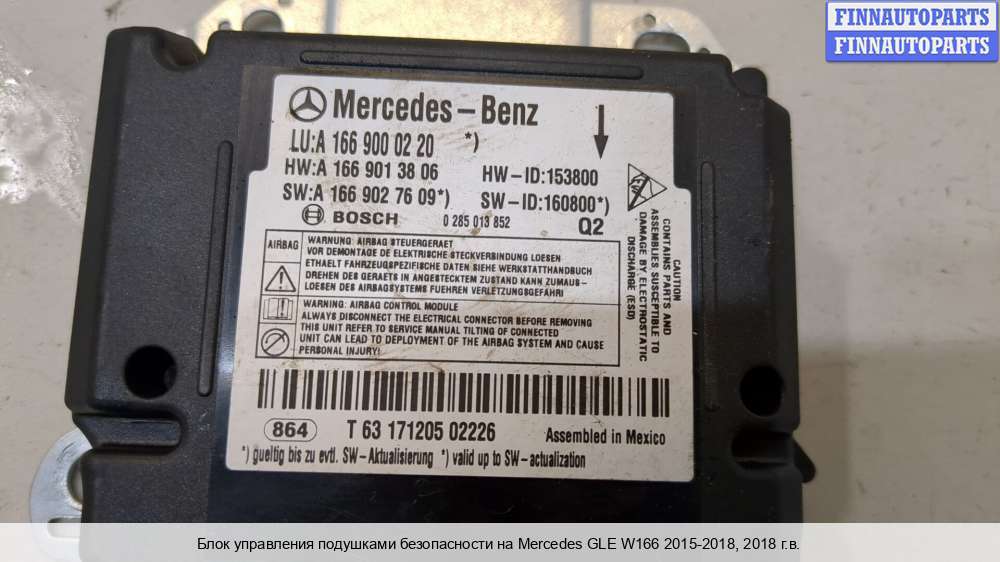 FINNAUTOPARTS
FINNAUTOPARTS
Mercedes-Benz
LU:A 166 900 02 20 *)
HW:A 166 901 38 06 HW-ID:153800
SW:A 166 902 76 09*) SW-ID:160800*)
BOSCH 0 285 013 852 Q2
AIRBAG
WARNUNG: AIRBAG STEUERGERAET
VOR DEMONTAGE DE ELEKTRISCHE STECKVERBINDUNG LOESEN
ETHAELT FAHRZEUGSPEZIFISCHE DATEN SIEHE WERKSTATTHANDBUCH
DREHEN DES GERAETS IN ANGESTECKTEM ZUSTAND KANN ZUMAUS-
LOESEN DES AIRBAGSYSTEMS FUEHREN VERLETZUNGSGEFAHR!
WARNING: AIRBAG CONTROL MODULE
ALWAYS DISCONNECT THE ELECTRICAL CONNECTOR BEFORE REMOVING
THIS UNIT REFER TO SERVICE MANUAL TILTING OF CONNECTED
UNIT CAN LEAD TO DEPLOYMENT OF THE AIRBAG SYSTEM AND CAUSE
PERSONAL INJURY!
CAUTION
CONTAINS PARTS AND
ASSEMBLIES SUSCEPTIBLE TO
DAMAGE BY ELECTROSTATIC
DISCHARGE (ESD)
864 T 63 171205 02226 Assembled in Mexico
*) gueltig bis zu evtl. SW-Aktualisierung *) valid up to SW-actualization
Блок управления подушками безопасности на Mercedes GLE W166 2015-2018, 2018 г.в.